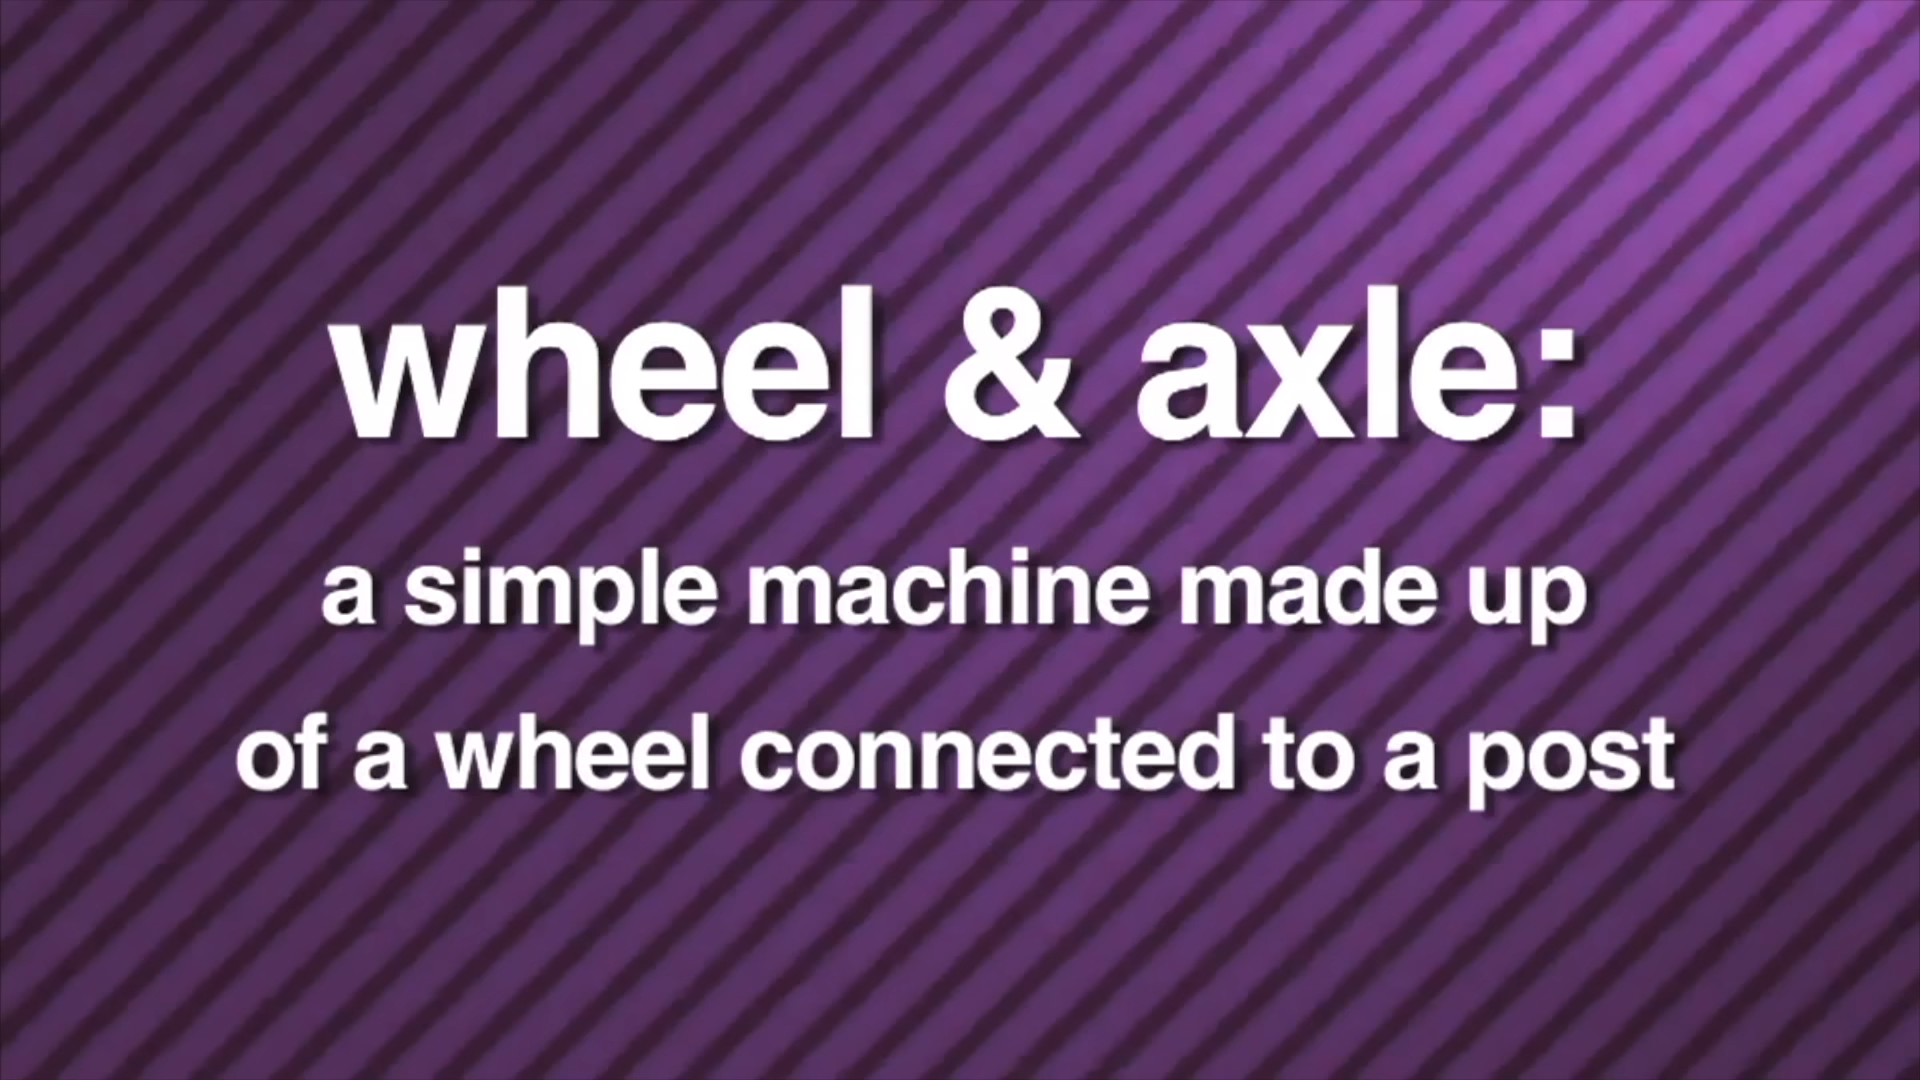 wheel & axle:
a simple machine made up
of a wheel connected to a post